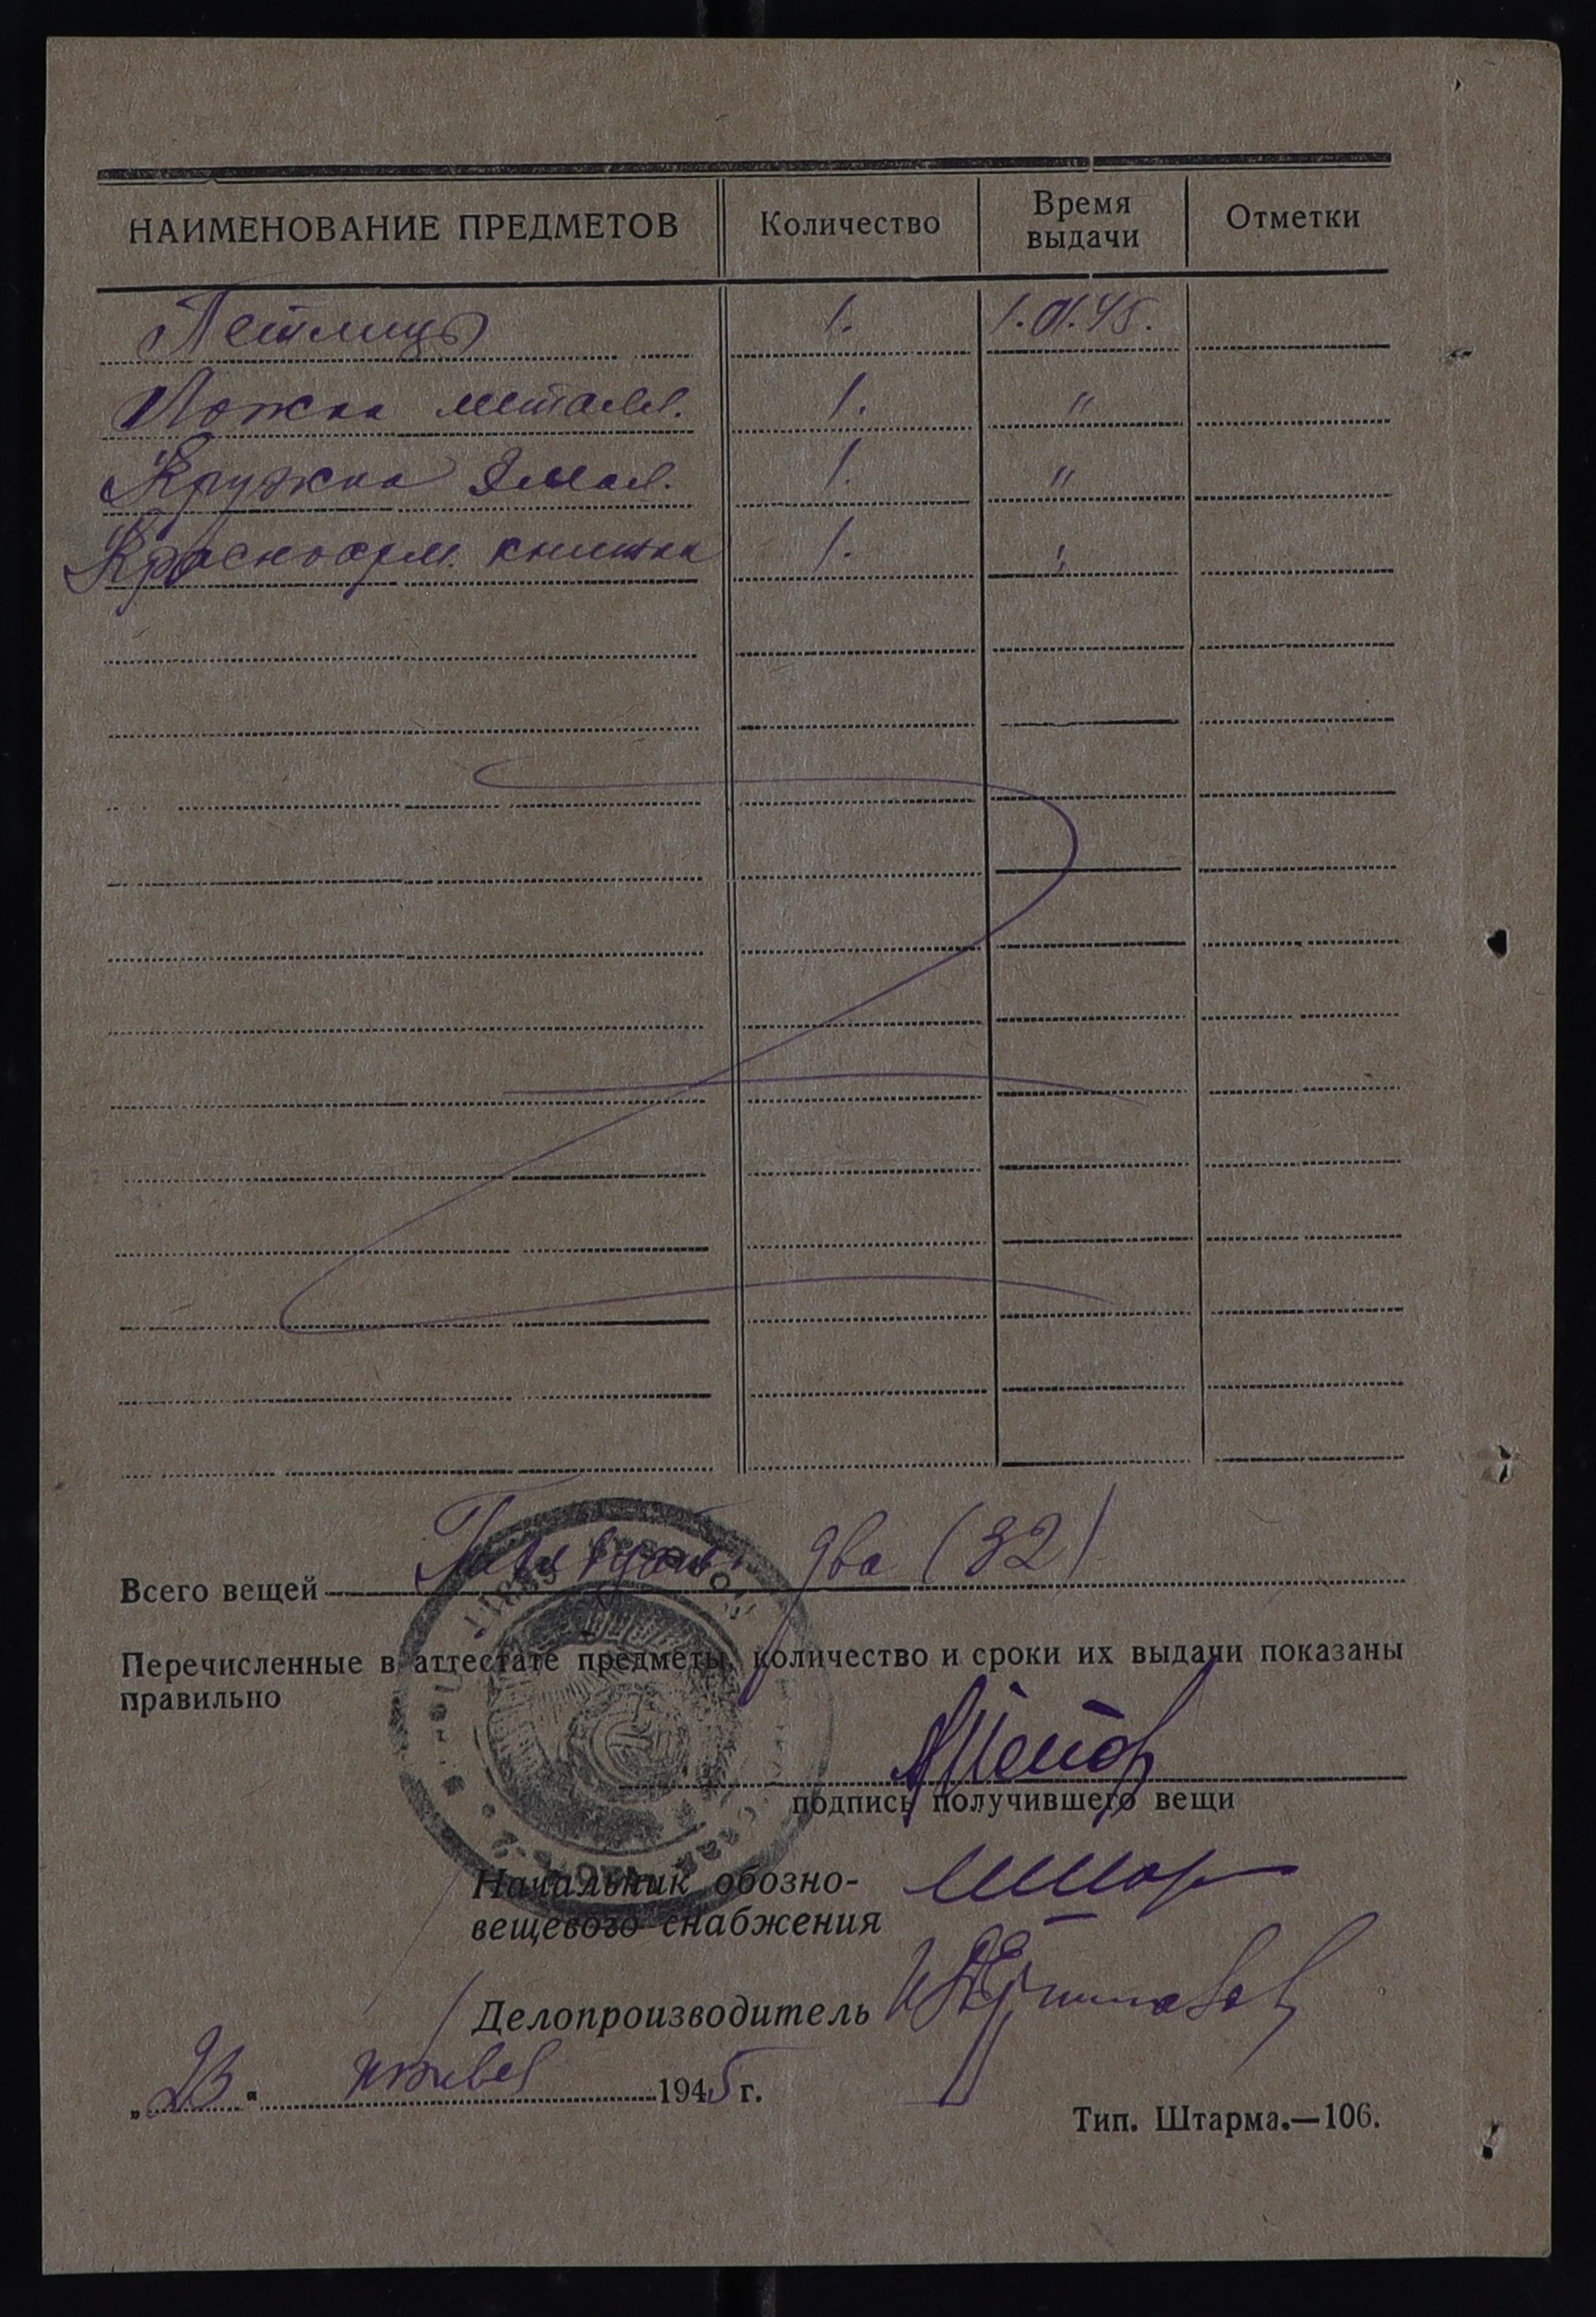 НАИМЕНОВАНИЕ ПРЕДМЕТОВ Количество Время выдачи Отметки
Петлицы 1. 1.01.45.
Ложка металл. 1. "
Кружка эмал. 1. "
Красноарм. книжка 1. "
Всего вещей Тридцать два (32)
Перечисленные в аттестате предметы, количество и сроки их выдачи показаны
правильно
подпись получившего вещи
Начальник обозно-
вещевого снабжения
Делопроизводитель
„23" 1945 г.
Тип. Штарма.—106.